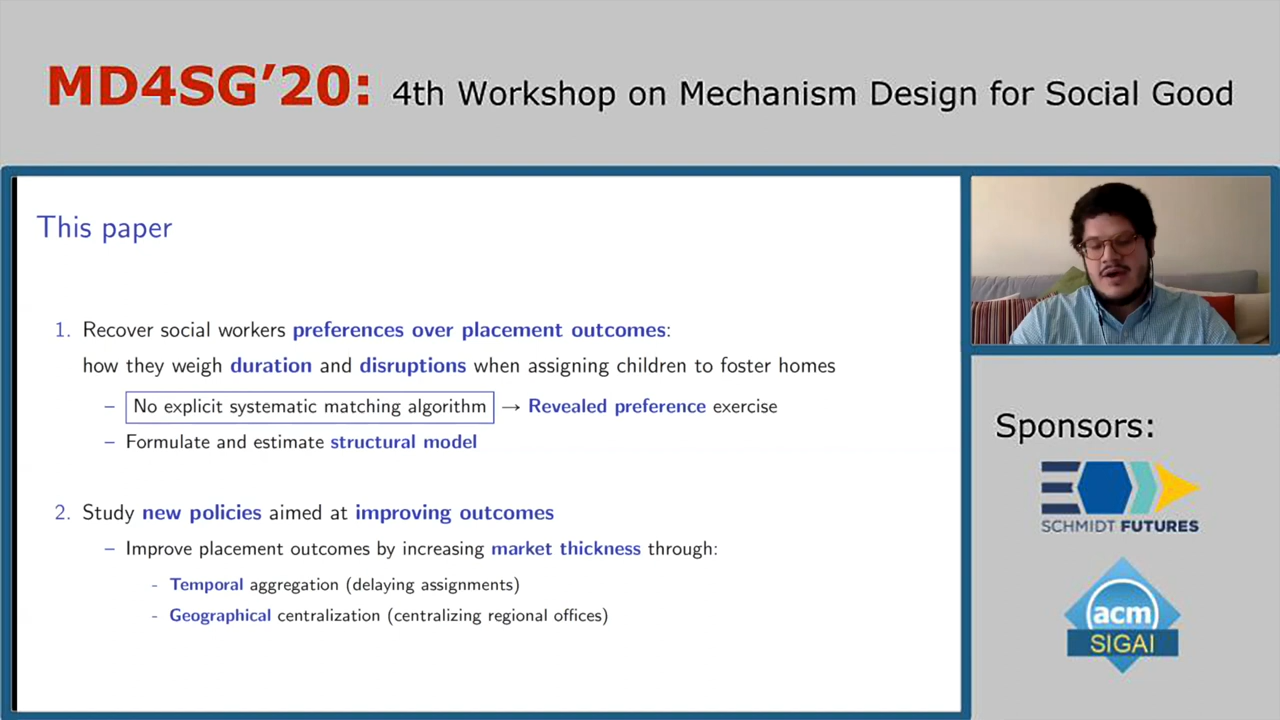 MD4SG'20: 4th Workshop on Mechanism Design for Social Good
This paper
1. Recover social workers preferences over placement outcomes:
how they weigh duration and disruptions when assigning children to foster homes
– No explicit systematic matching algorithm → Revealed preference exercise
– Formulate and estimate structural model
2. Study new policies aimed at improving outcomes
– Improve placement outcomes by increasing market thickness through:
- Temporal aggregation (delaying assignments)
- Geographical centralization (centralizing regional offices)
Sponsors:
SCHMIDT FUTURES
acm
SIGAI